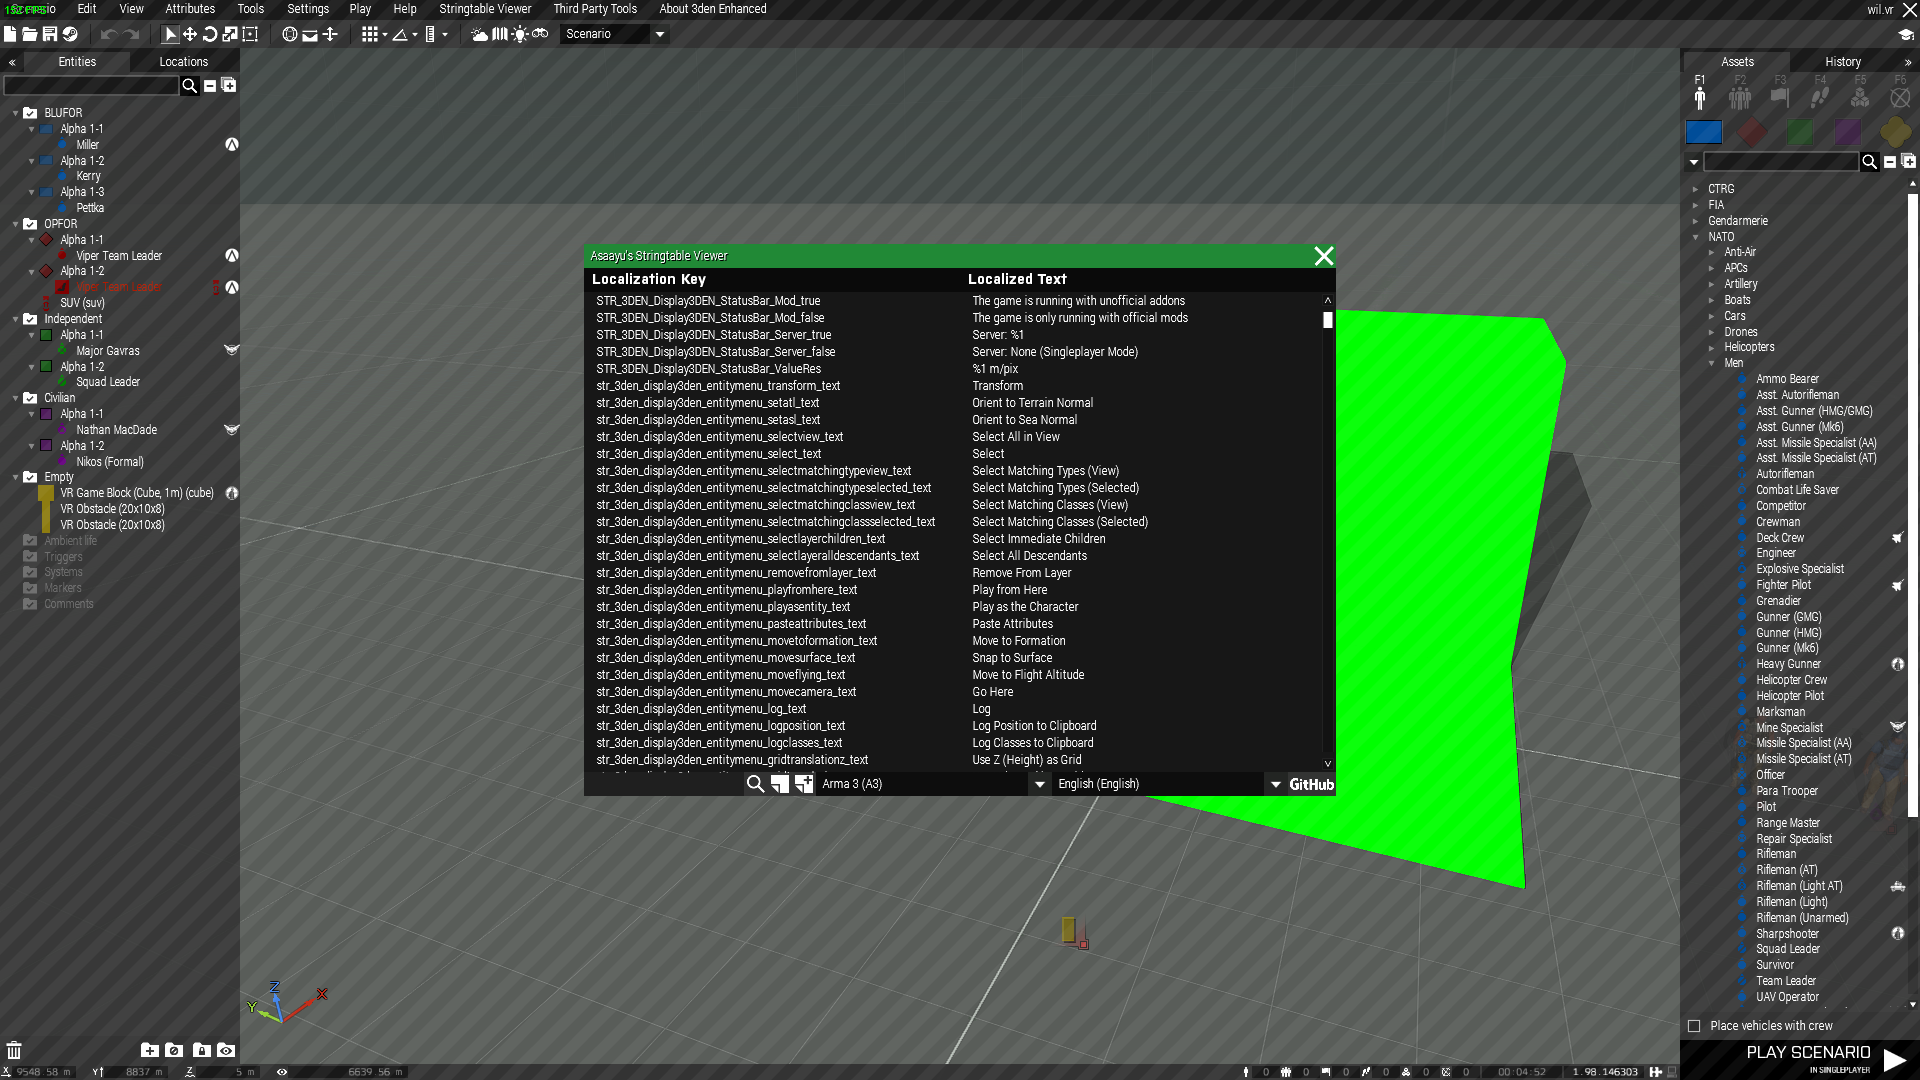 Edit View Attributes Tools Settings Play Help Stringtable Viewer Third Party Tools About 3den Enhanced wil.vr
Scenario
Entities Locations
BLUFOR
Alpha 1-1
Miller
Alpha 1-2
Kerry
Alpha 1-3
Pettka
OPFOR
Alpha 1-1
Viper Team Leader
Alpha 1-2
Viper Team Leader
SUV (suv)
Independent
Alpha 1-1
Major Gavras
Alpha 1-2
Squad Leader
Civilian
Alpha 1-1
Nathan MacDade
Alpha 1-2
Nikos (Formal)
Empty
VR Game Block (Cube, 1m) (cube)
VR Obstacle (20x10x8)
VR Obstacle (20x10x8)
Ambient life
Triggers
Systems
Markers
Comments
Asaayu's Stringtable Viewer
Localization Key Localized Text
STR_3DEN_Display3DEN_StatusBar_Mod_true The game is running with unofficial addons
STR_3DEN_Display3DEN_StatusBar_Mod_false The game is only running with official mods
STR_3DEN_Display3DEN_StatusBar_Server_true Server: %1
STR_3DEN_Display3DEN_StatusBar_Server_false Server: None (Singleplayer Mode)
STR_3DEN_Display3DEN_StatusBar_ValueRes %1 m/pix
str_3den_display3den_entitymenu_transform_text Transform
str_3den_display3den_entitymenu_setatl_text Orient to Terrain Normal
str_3den_display3den_entitymenu_setasl_text Orient to Sea Normal
str_3den_display3den_entitymenu_selectview_text Select All in View
str_3den_display3den_entitymenu_select_text Select
str_3den_display3den_entitymenu_selectmatchingtypeview_text Select Matching Types (View)
str_3den_display3den_entitymenu_selectmatchingtypeselected_text Select Matching Types (Selected)
str_3den_display3den_entitymenu_selectmatchingclassview_text Select Matching Classes (View)
str_3den_display3den_entitymenu_selectmatchingclassselected_text Select Matching Classes (Selected)
str_3den_display3den_entitymenu_selectlayerchildren_text Select Immediate Children
str_3den_display3den_entitymenu_selectlayeralldescendants_text Select All Descendants
str_3den_display3den_entitymenu_removefromlayer_text Remove From Layer
str_3den_display3den_entitymenu_playfromhere_text Play from Here
str_3den_display3den_entitymenu_playasentity_text Play as the Character
str_3den_display3den_entitymenu_pasteattributes_text Paste Attributes
str_3den_display3den_entitymenu_movetoformation_text Move to Formation
str_3den_display3den_entitymenu_movesurface_text Snap to Surface
str_3den_display3den_entitymenu_moveflying_text Move to Flight Altitude
str_3den_display3den_entitymenu_movecamera_text Go Here
str_3den_display3den_entitymenu_log_text Log
str_3den_display3den_entitymenu_logposition_text Log Position to Clipboard
str_3den_display3den_entitymenu_logclasses_text Log Classes to Clipboard
str_3den_display3den_entitymenu_gridtranslationz_text Use Z (Height) as Grid
Arma 3 (A3) English (English) GitHub
Z
Y X
Assets History
F1 F2 F3 F4 F5 F6
CTRG
FIA
Gendarmerie
NATO
Anti-Air
APCs
Artillery
Boats
Cars
Drones
Helicopters
Men
Ammo Bearer
Asst. Autorifleman
Asst. Gunner (HMG/GMG)
Asst. Gunner (Mk6)
Asst. Missile Specialist (AA)
Asst. Missile Specialist (AT)
Autorifleman
Combat Life Saver
Competitor
Crewman
Deck Crew
Engineer
Explosive Specialist
Fighter Pilot
Grenadier
Gunner (GMG)
Gunner (HMG)
Gunner (Mk6)
Heavy Gunner
Helicopter Crew
Helicopter Pilot
Marksman
Mine Specialist
Missile Specialist (AA)
Missile Specialist (AT)
Officer
Para Trooper
Pilot
Range Master
Repair Specialist
Rifleman
Rifleman (AT)
Rifleman (Light AT)
Rifleman (Light)
Rifleman (Unarmed)
Sharpshooter
Squad Leader
Survivor
Team Leader
UAV Operator
Place vehicles with crew
PLAY SCENARIO
IN SINGLEPLAYER
X 9548.58 m Y 8837 m Z 5 m 6639.56 m 0 0 0 0 0 0 00:04:52 1.98.146303